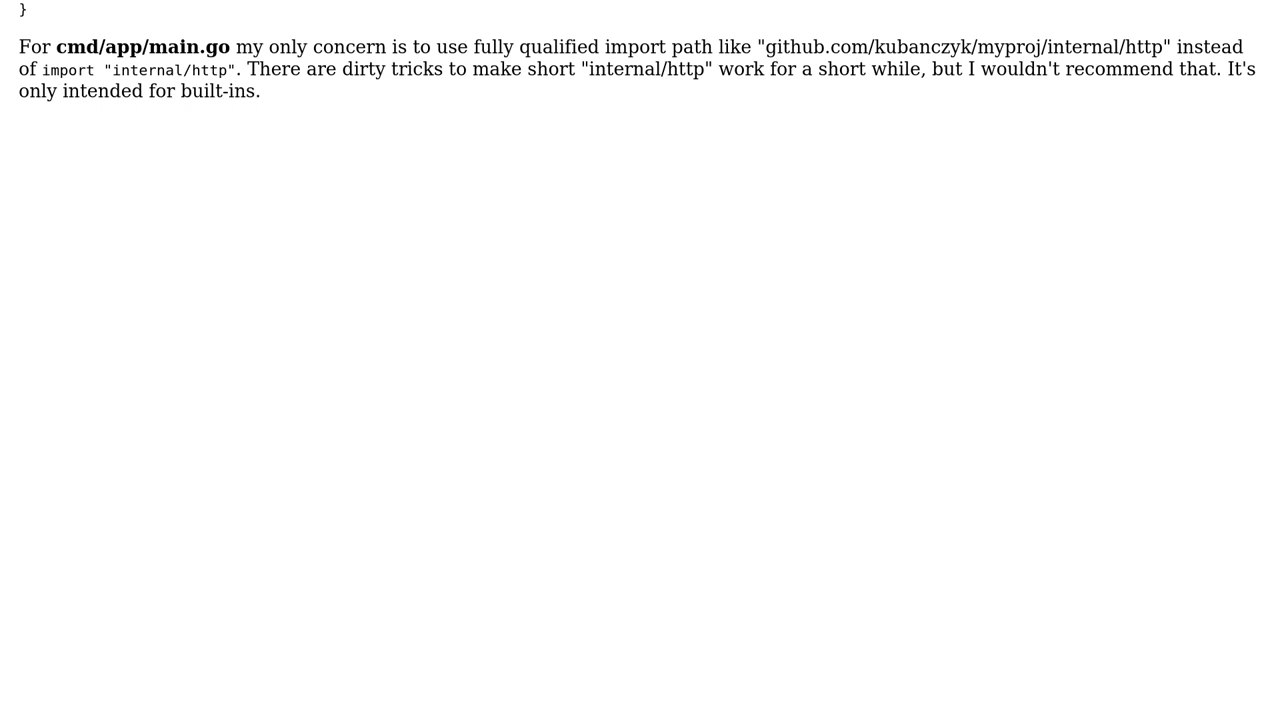 }
For cmd/app/main.go my only concern is to use fully qualified import path like "github.com/kubanczyk/myproj/internal/http" instead
of import "internal/http". There are dirty tricks to make short "internal/http" work for a short while, but I wouldn't recommend that. It's
only intended for built-ins.